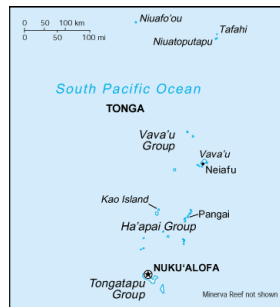 0 50 100 km
0 50 100 mi
Niuafo'ou
Tafahi
Niuatoputapu
South Pacific Ocean
TONGA
Vava'u
Group
Vava'u
Neiafu
Kao Island
Pangai
Ha'apai Group
NUKU'ALOFA
Tongatapu
Group
Minerva Reef not shown